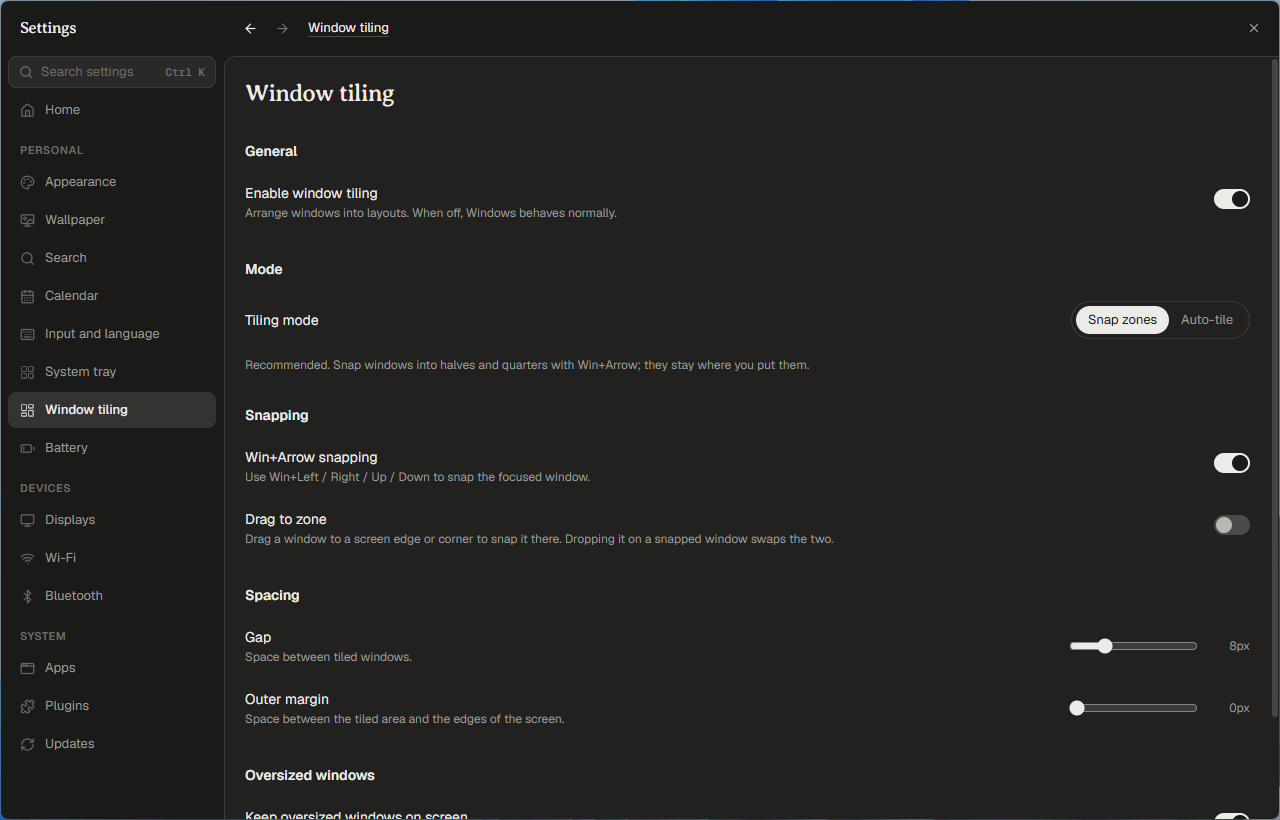 Settings
Window tiling
Search settings Ctrl K
Home
PERSONAL
Appearance
Wallpaper
Search
Calendar
Input and language
System tray
Window tiling
Battery
DEVICES
Displays
Wi-Fi
Bluetooth
SYSTEM
Apps
Plugins
Updates
Window tiling
General
Enable window tiling
Arrange windows into layouts. When off, Windows behaves normally.
Mode
Tiling mode
Snap zones Auto-tile
Recommended. Snap windows into halves and quarters with Win+Arrow; they stay where you put them.
Snapping
Win+Arrow snapping
Use Win+Left / Right / Up / Down to snap the focused window.
Drag to zone
Drag a window to a screen edge or corner to snap it there. Dropping it on a snapped window swaps the two.
Spacing
Gap
Space between tiled windows.
8px
Outer margin
Space between the tiled area and the edges of the screen.
0px
Oversized windows
Keep oversized windows on screen